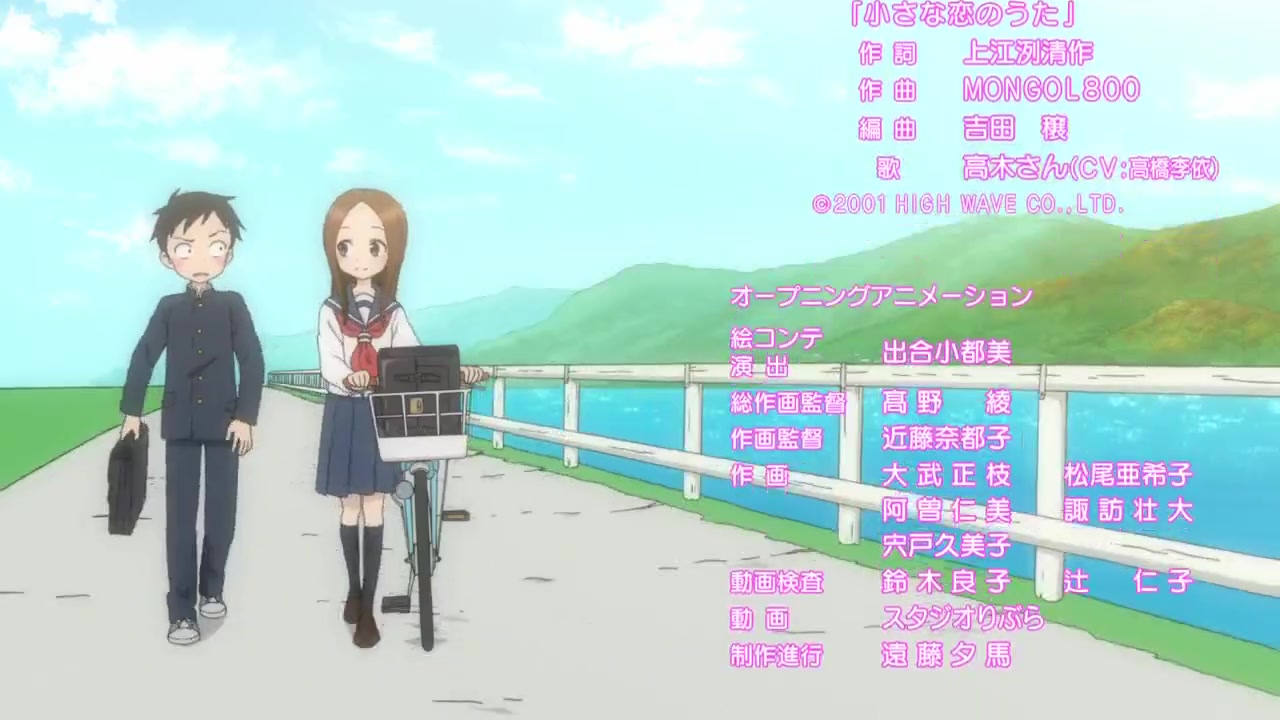 「小さな恋のうた」
作 詞 上江洌清作
作 曲 MONGOL800
編 曲 吉田 穣
歌 高木さん(CV:高橋李依)
©2001 HIGH WAVE CO.,LTD.
オープニングアニメーション
絵コンテ
演 出 出合小都美
総作画監督 髙野 綾
作画監督 近藤奈都子
作 画 大武正枝 松尾亜希子
阿曽仁美 諏訪壮大
宍戸久美子
動画検査 鈴木良子 辻 仁子
動 画 スタジオりぶら
制作進行 遠藤夕馬